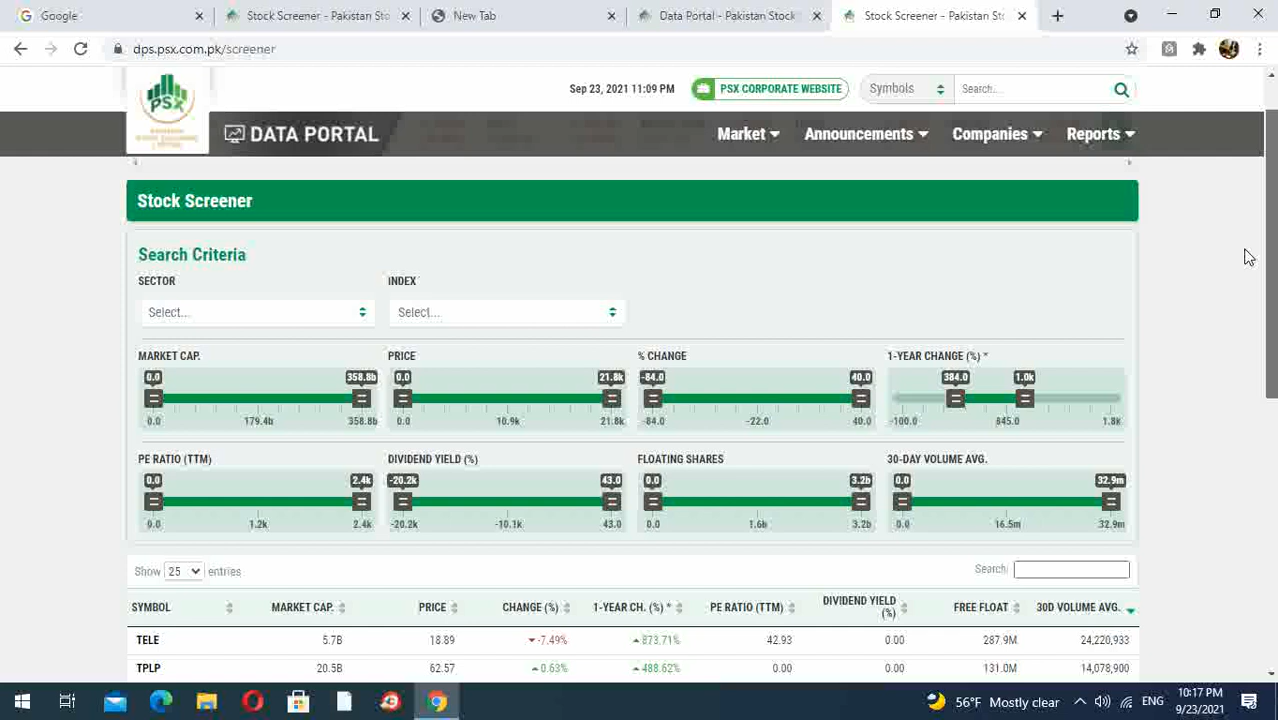 Google
Stock Screener - Pakistan Sto
New Tab
Data Portal - Pakistan Stock
Stock Screener - Pakistan St
dps.psx.com.pk/screener
PSX
Sep 23, 2021 11:09 PM
PSX CORPORATE WEBSITE
Symbols
Search...
DATA PORTAL
Market
Announcements
Companies
Reports
Stock Screener
Search Criteria
SECTOR
INDEX
Select...
Select...
MARKET CAP.
PRICE
% CHANGE
1-YEAR CHANGE (%) *
0.0 358.8b
0.0 21.8k
-84.0 40.0
384.0 1.0k
0.0 179.4b 358.8b
0.0 10.9k 21.8k
-84.0 -22.0 40.0
-100.0 845.0 1.8k
PE RATIO (TTM)
DIVIDEND YIELD (%)
FLOATING SHARES
30-DAY VOLUME AVG.
0.0 2.4k
-20.2k 43.0
0.0 3.2b
0.0 32.9m
0.0 1.2k 2.4k
-20.2k -10.1k 43.0
0.0 1.6b 3.2b
0.0 16.5m 32.9m
Show 25 entries
Search:
SYMBOL MARKET CAP. PRICE CHANGE (%) 1-YEAR CH. (%) * PE RATIO (TTM) DIVIDEND YIELD (%) FREE FLOAT 30D VOLUME AVG.
TELE 5.7B 18.89 -7.49% 873.71% 42.93 0.00 287.9M 24,220,933
TPLP 20.5B 62.57 0.63% 488.62% 0.00 0.00 131.0M 14,078,900
56°F Mostly clear
ENG
10:17 PM
9/23/2021